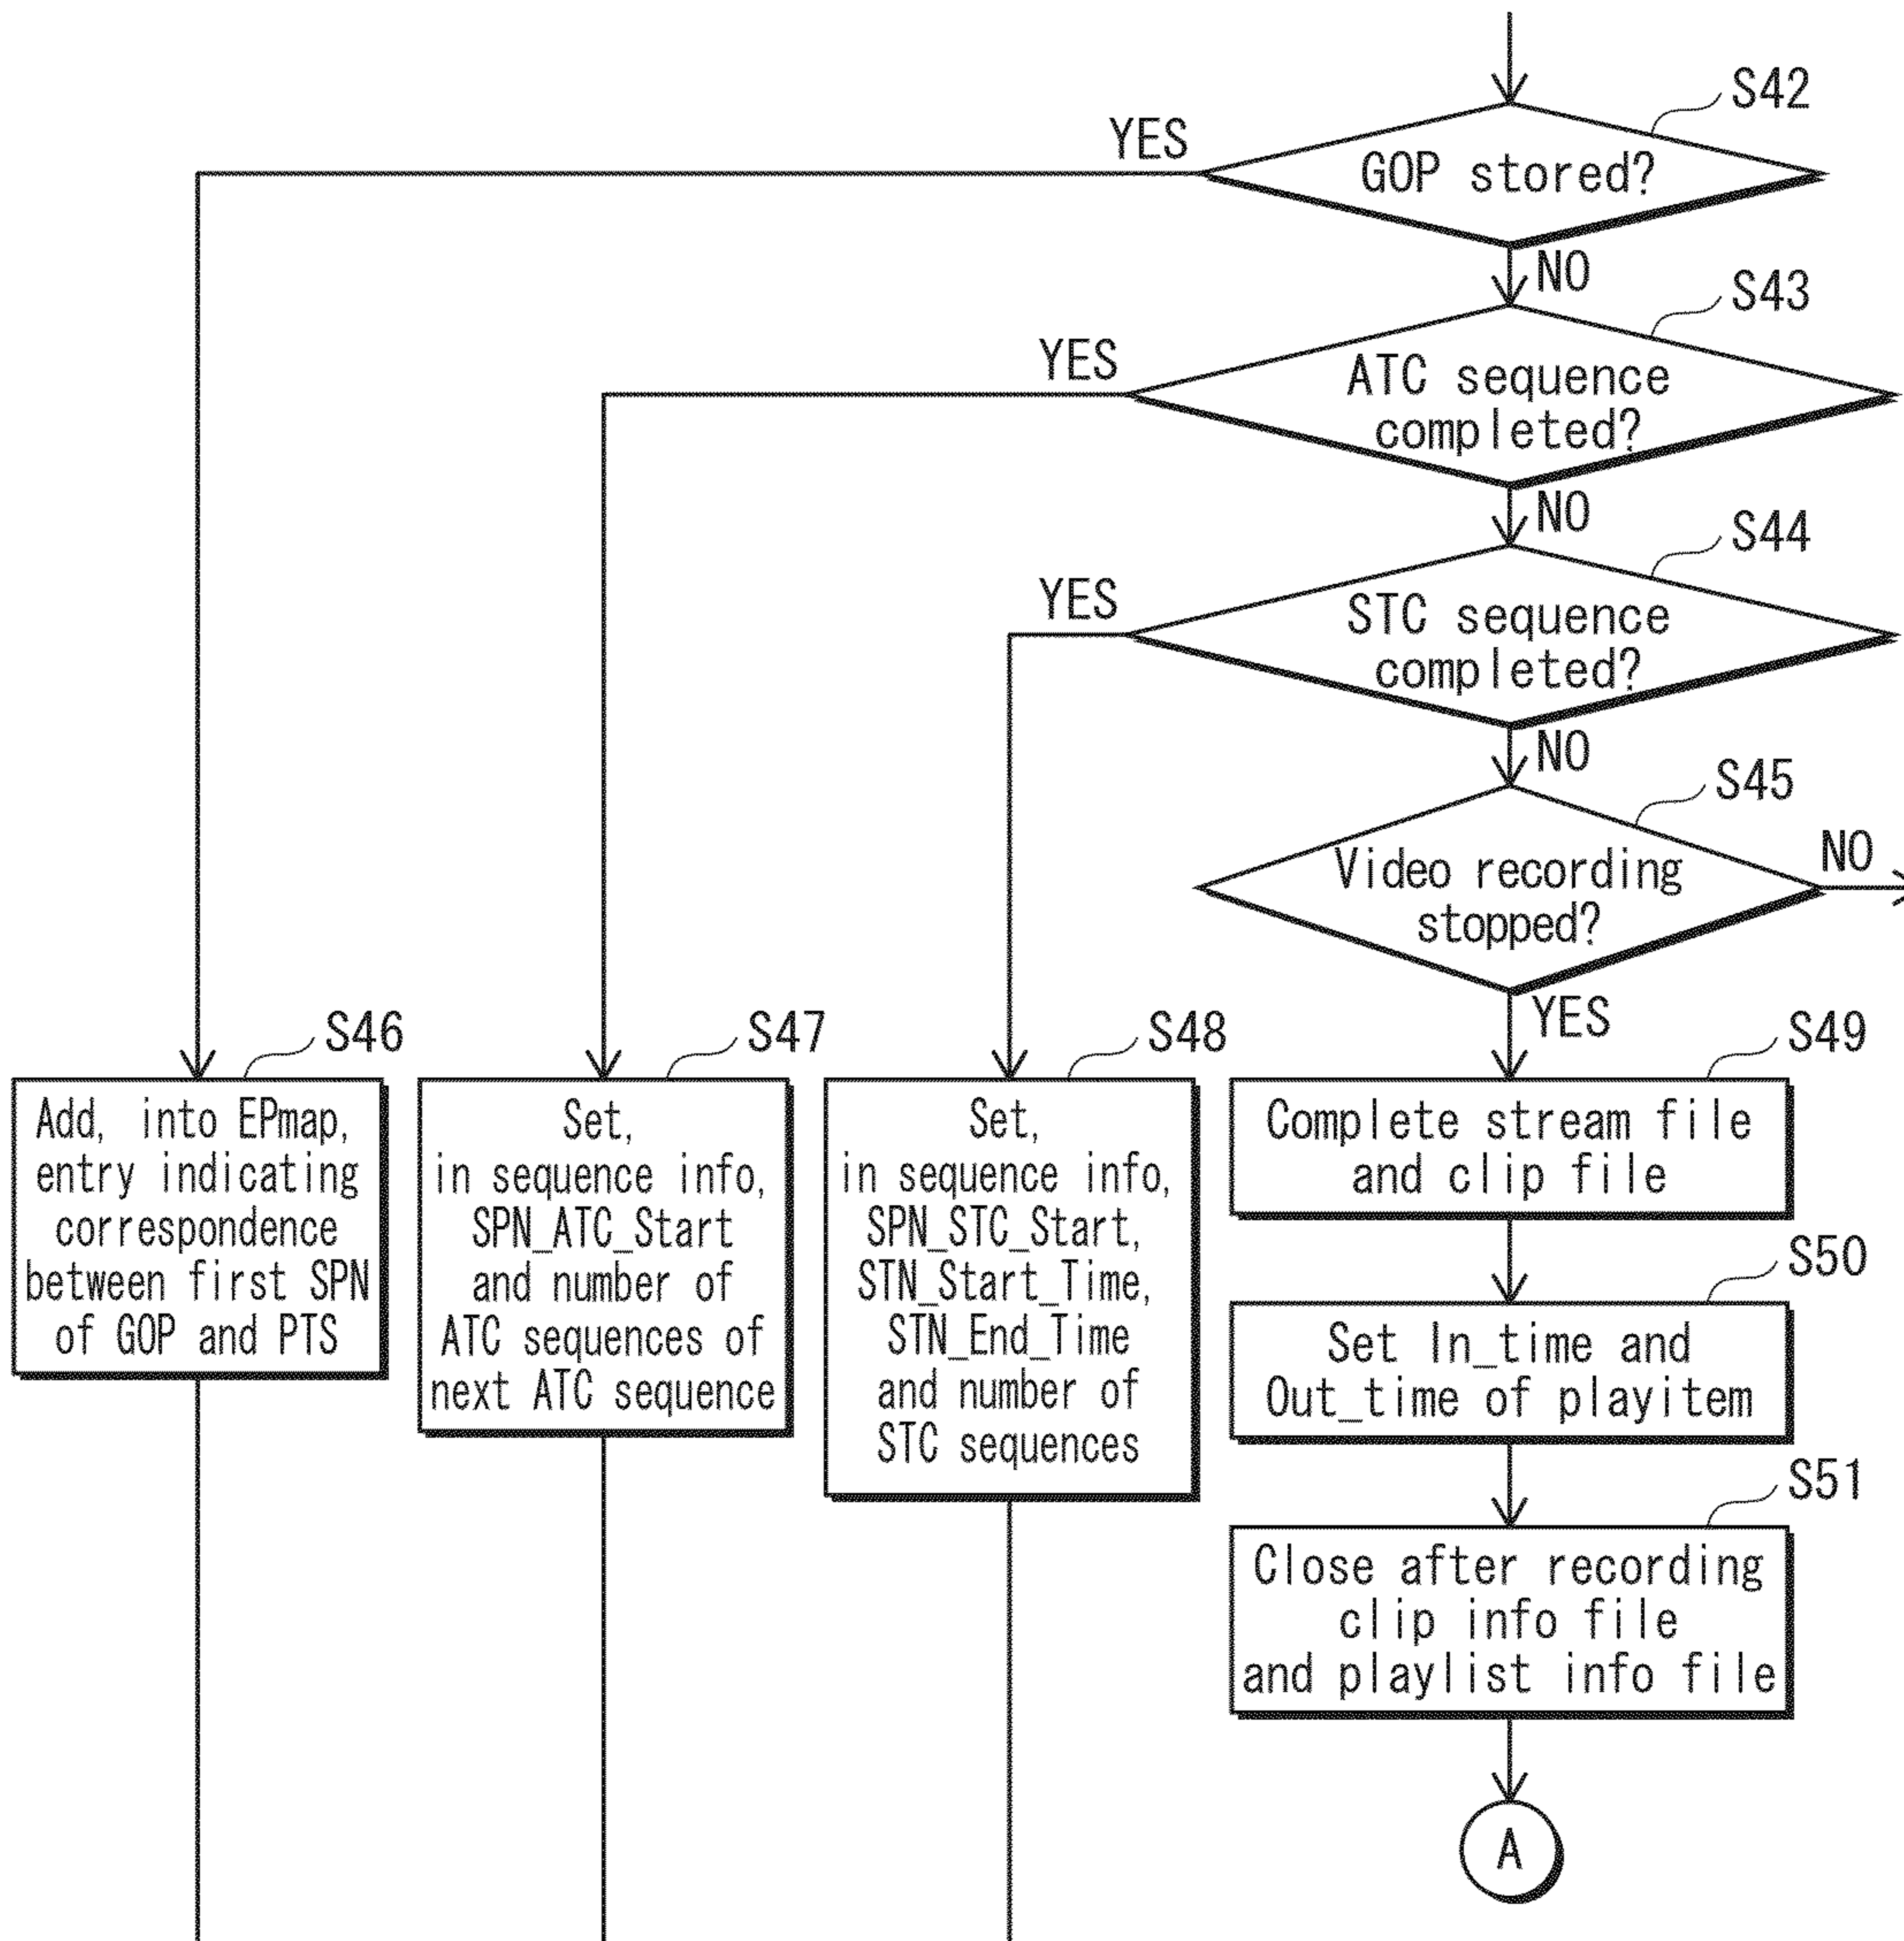 S42
YES
GOP stored?
NO
S43
YES
ATC sequence
completed?
NO
S44
YES
STC sequence
completed?
NO
S45
Video recording
stopped?
NO
YES
S46
Add, into EPmap,
entry indicating
correspondence
between first SPN
of GOP and PTS
S47
Set,
in sequence info,
SPN_ATC_Start
and number of
ATC sequences of
next ATC sequence
S48
Set,
in sequence info,
SPN_STC_Start,
STN_Start_Time,
STN_End_Time
and number of
STC sequences
S49
Complete stream file
and clip file
S50
Set In_time and
Out_time of playitem
S51
Close after recording
clip info file
and playlist info file
A